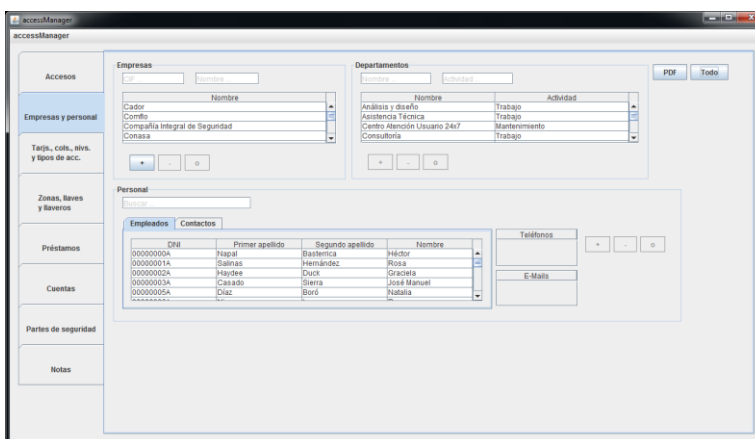 accessManager
accessManager
Accesos
Empresas y personal
Tarjs., cols., nivs.
y tipos de acc.
Zonas, llaves
y llaveros
Préstamos
Cuentas
Partes de seguridad
Notas
Empresas
CIF... Nombre...
Nombre
Cador
Comflo
Compañía Integral de Seguridad
Conasa
+ - o
Departamentos
Nombre... Actividad...
Nombre Actividad
Análisis y diseño Trabajo
Asistencia Técnica Trabajo
Centro Atención Usuario 24x7 Mantenimiento
Consultoría Trabajo
+ - o
PDF Todo
Personal
Buscar...
Empleados Contactos
DNI Primer apellido Segundo apellido Nombre
00000000A Napal Basterrica Héctor
00000001A Salinas Hernández Rosa
00000002A Haydee Duck Graciela
00000003A Casado Sierra José Manuel
00000005A Díaz Boró Natalia
Teléfonos
E-Mails
+ - o